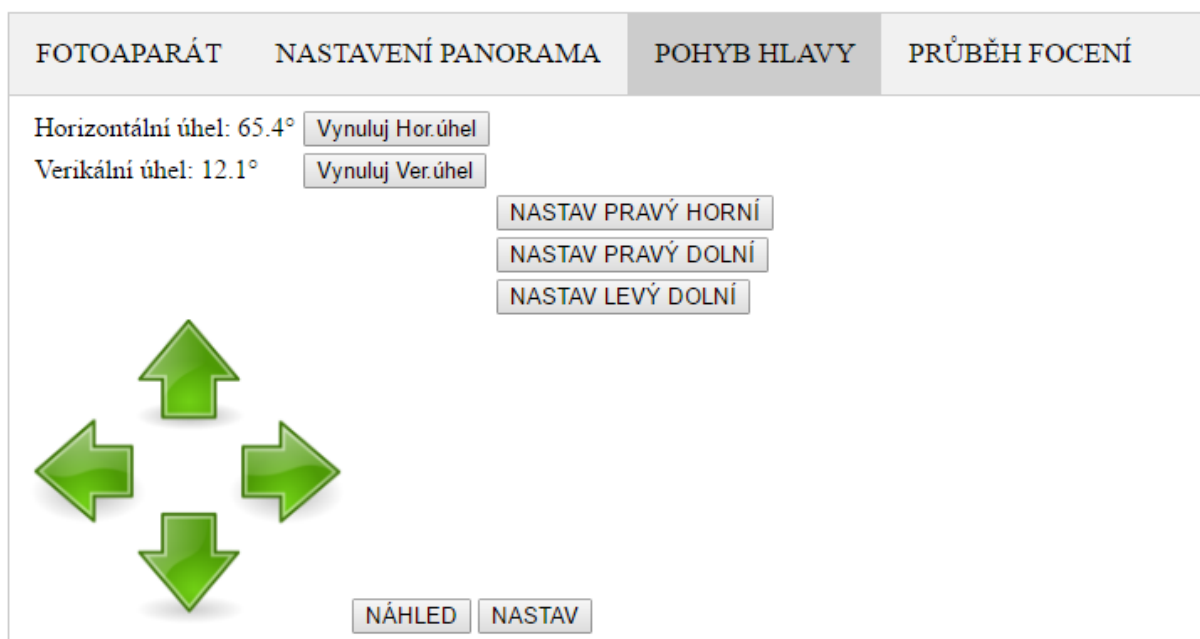 FOTOAPARÁT NASTAVENÍ PANORAMA POHYB HLAVY PRŮBĚH FOCENÍ
Horizontální úhel: 65.4° Vynuluj Hor.úhel
Verikální úhel: 12.1° Vynuluj Ver.úhel
NASTAV PRAVÝ HORNÍ
NASTAV PRAVÝ DOLNÍ
NASTAV LEVÝ DOLNÍ
NÁHLED NASTAV